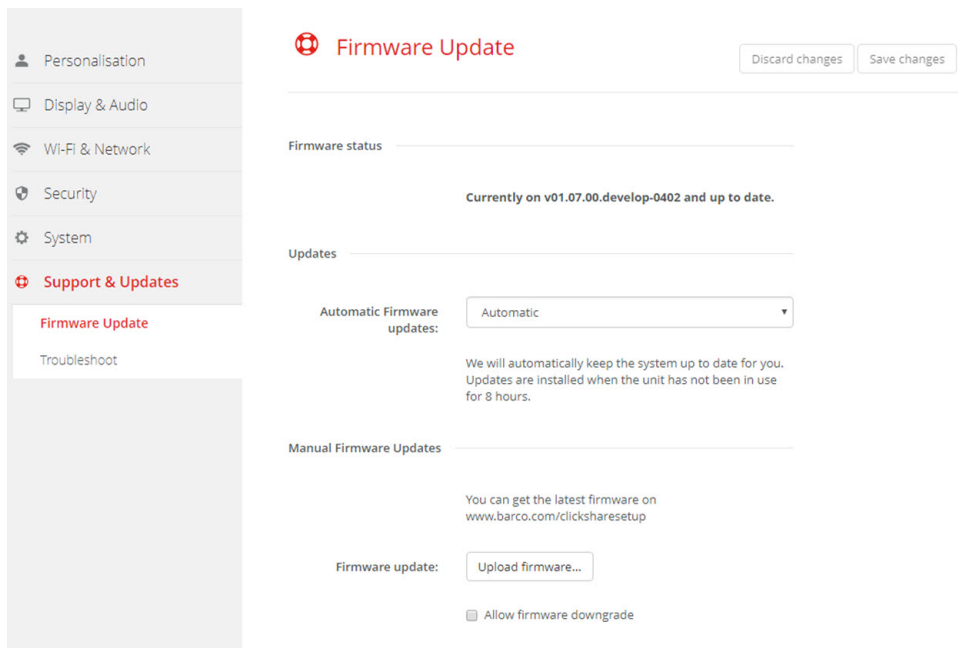 Personalisation
Display & Audio
Wi-Fi & Network
Security
System
Support & Updates
Firmware Update
Troubleshoot
Firmware Update
Discard changes
Save changes
Firmware status
Currently on v01.07.00.develop-0402 and up to date.
Updates
Automatic Firmware
updates:
Automatic
We will automatically keep the system up to date for you.
Updates are installed when the unit has not been in use
for 8 hours.
Manual Firmware Updates
You can get the latest firmware on
www.barco.com/clicksharesetup
Firmware update:
Upload firmware...
Allow firmware downgrade